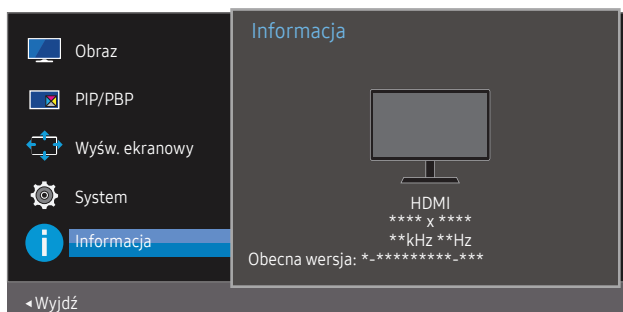 Obraz
PIP/PBP
Wyśw. ekranowy
System
Informacja
◂Wyjdź
Informacja
HDMI
**** x ****
**kHz **Hz
Obecna wersja: *-*********-***